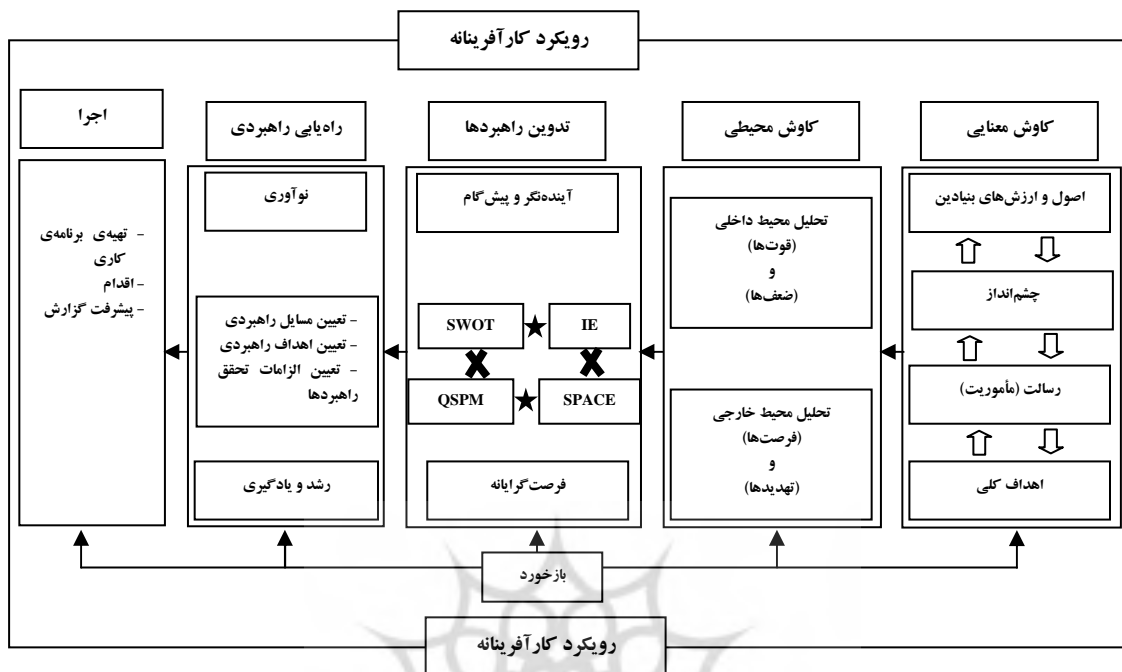 رویکرد کارآفرینانه
کاوش معنایی
اصول و ارزش‌های بنیادین
چشم‌انداز
رسالت (مأموریت)
اهداف کلی
کاوش محیطی
تحلیل محیط داخلی
(قوت‌ها)
و
(ضعف‌ها)
تحلیل محیط خارجی
(فرصت‌ها)
و
(تهدیدها)
تدوین راهبردها
آینده‌نگر و پیش‌گام
SWOT
IE
QSPM
SPACE
فرصت‌گرایانه
راه‌یابی راهبردی
نوآوری
- تعیین مسایل راهبردی
- تعیین اهداف راهبردی
- تعیین الزامات تحقق
راهبردها
رشد و یادگیری
اجرا
- تهیه‌ی برنامه‌ی
کاری
- اقدام
- پیشرفت گزارش
بازخورد
رویکرد کارآفرینانه